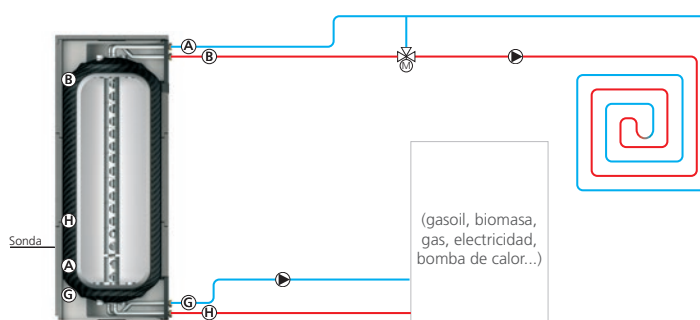 A
B
B
M
H
Sonda
(gasoil, biomasa,
gas, electricidad,
bomba de calor...)
A
G
G
H